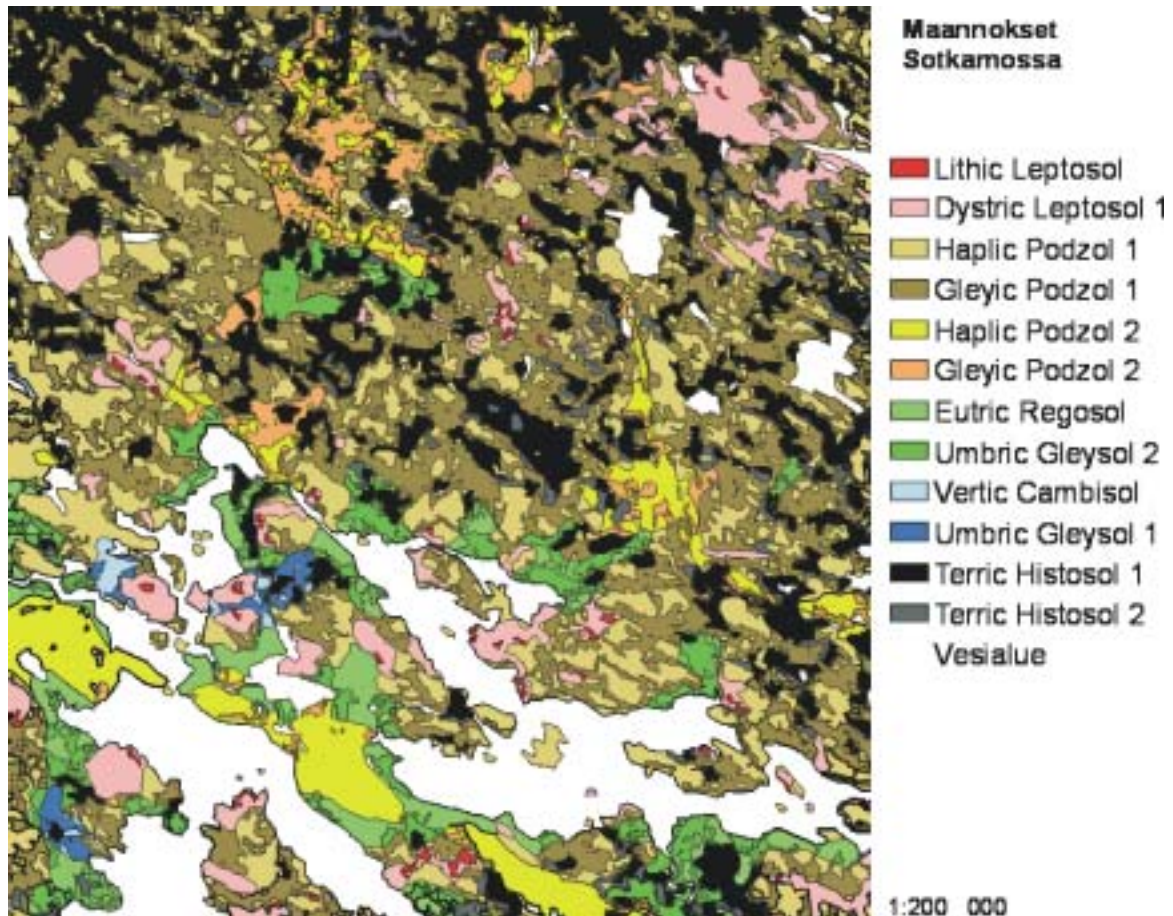 Maannokset
Sotkamossa
Lithic Leptosol
Dystric Leptosol 1
Haplic Podzol 1
Gleyic Podzol 1
Haplic Podzol 2
Gleyic Podzol 2
Eutric Regosol
Umbric Gleysol 2
Vertic Cambisol
Umbric Gleysol 1
Terric Histosol 1
Terric Histosol 2
Vesialue
1:200 000